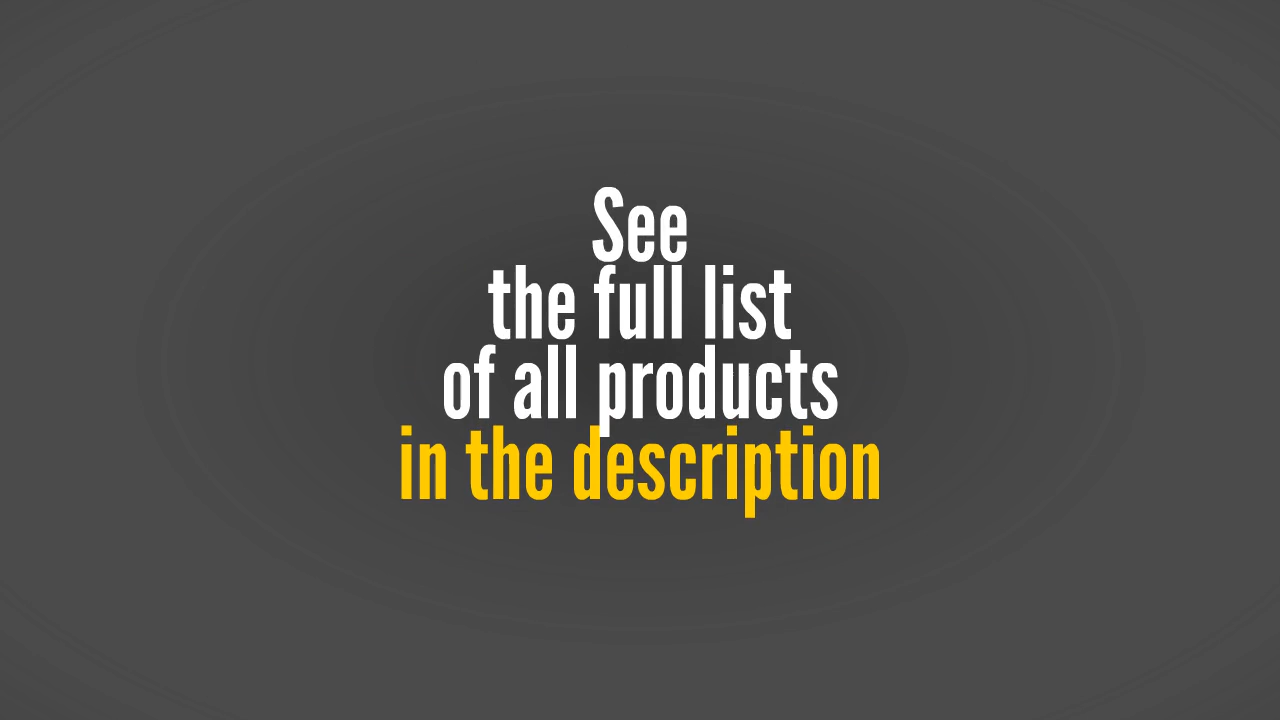 See
the full list
of all products
in the description